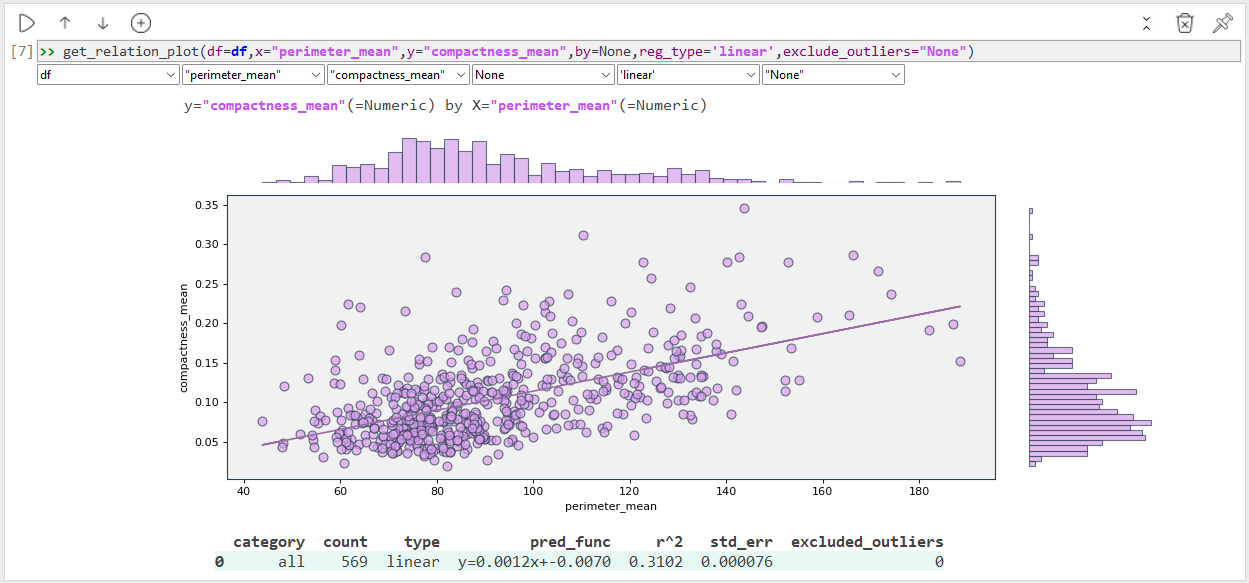 [7] >> get_relation_plot(df=df,x="perimeter_mean",y="compactness_mean",by=None,reg_type='linear',exclude_outliers="None")
df "perimeter_mean" "compactness_mean" None 'linear' "None"
y="compactness_mean"(=Numeric) by X="perimeter_mean"(=Numeric)
0.35
0.30
0.25
0.20
0.15
0.10
0.05
compactness_mean
40 60 80 100 120 140 160 180
perimeter_mean
category count type pred_func r^2 std_err excluded_outliers
0 all 569 linear y=0.0012x+-0.0070 0.3102 0.000076 0